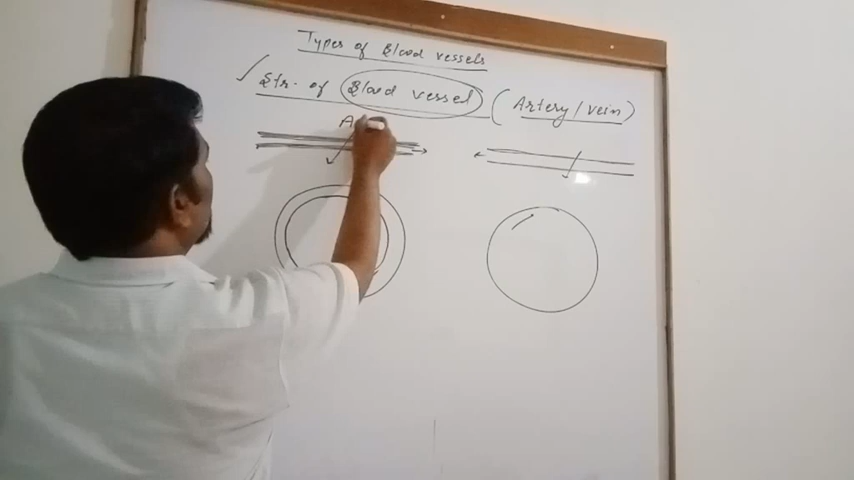 Types of Blood vessels
Str. of Blood vessel (Artery/vein)
A